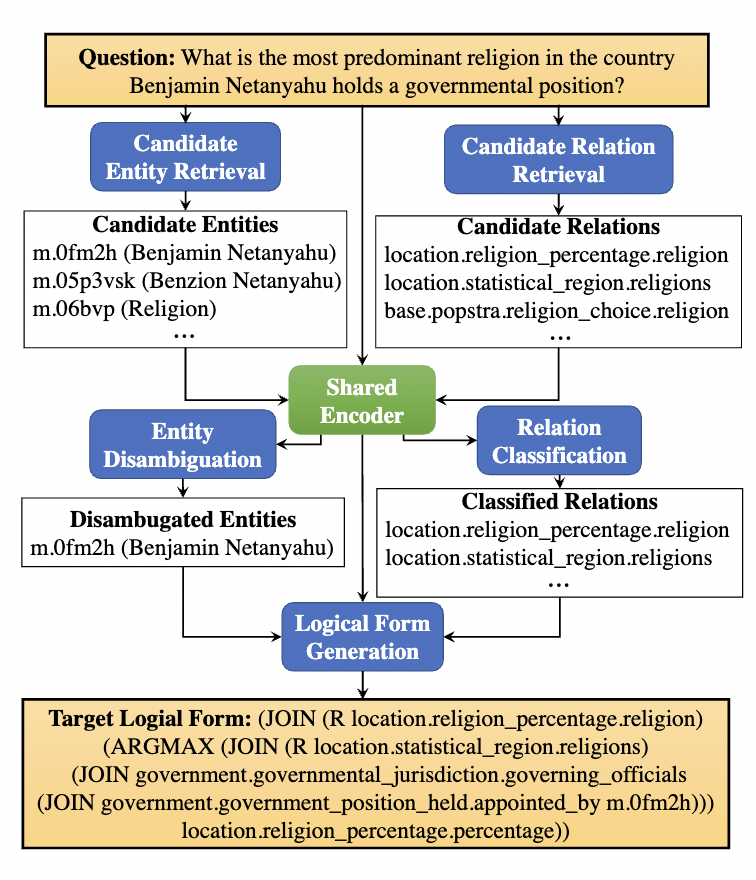 Question: What is the most predominant religion in the country
Benjamin Netanyahu holds a governmental position?
Candidate
Entity Retrieval
Candidate Relation
Retrieval
Candidate Entities
m.0fm2h (Benjamin Netanyahu)
m.05p3vsk (Benzion Netanyahu)
m.06bvp (Religion)
...
Candidate Relations
location.religion_percentage.religion
location.statistical_region.religions
base.popstra.religion_choice.religion
...
Shared
Encoder
Entity
Disambiguation
Relation
Classification
Disambugated Entities
m.0fm2h (Benjamin Netanyahu)
Classified Relations
location.religion_percentage.religion
location.statistical_region.religions
...
Logical Form
Generation
Target Logial Form: (JOIN (R location.religion_percentage.religion)
(ARGMAX (JOIN (R location.statistical_region.religions)
(JOIN government.governmental_jurisdiction.governing_officials
(JOIN government.government_position_held.appointed_by m.0fm2h)))
location.religion_percentage.percentage))